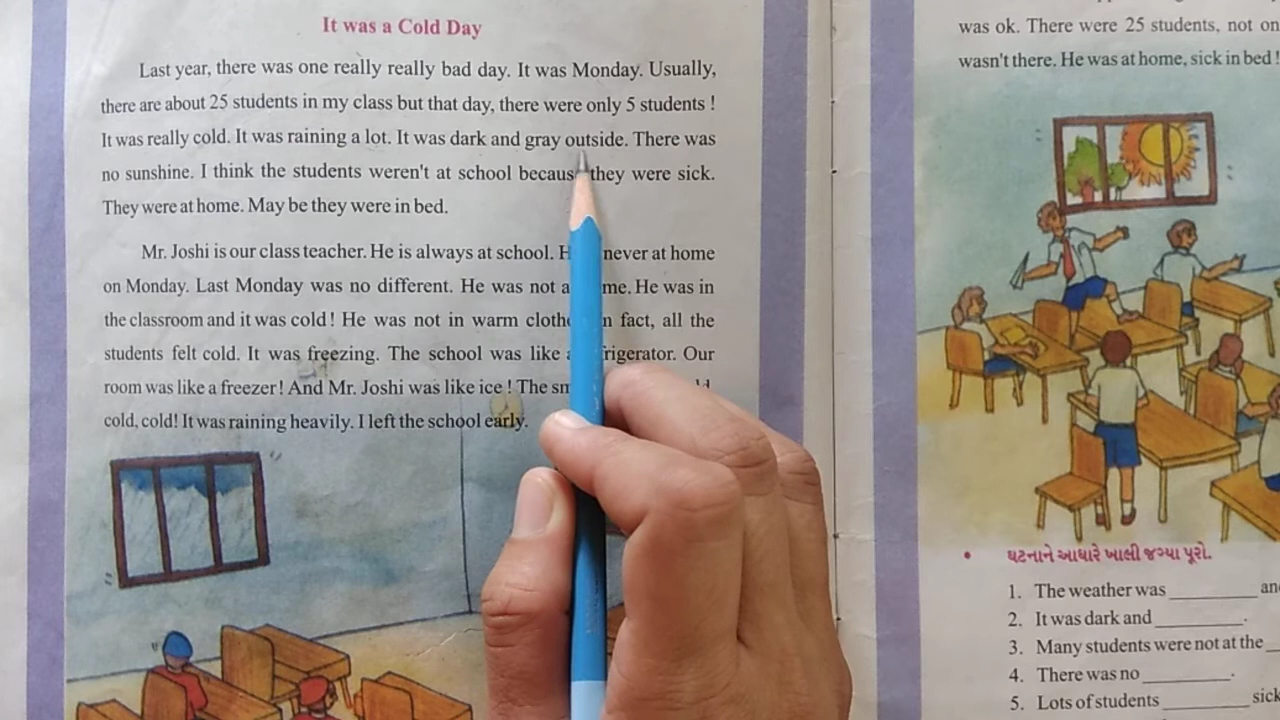 It was a Cold Day
Last year, there was one really really bad day. It was Monday. Usually,
there are about 25 students in my class but that day, there were only 5 students !
It was really cold. It was raining a lot. It was dark and gray outside. There was
no sunshine. I think the students weren't at school because they were sick.
They were at home. May be they were in bed.
Mr. Joshi is our class teacher. He is always at school. never at home
on Monday. Last Monday was no different. He was not He was in
the classroom and it was cold! He was not in warm fact, all the
students felt cold. It was freezing. The school was like Our
room was like a freezer! And Mr. Joshi was like ice ! The
cold, cold! It was raining heavily. I left the school early.
was ok. There were 25 students, not
wasn't there. He was at home, sick in bed !
• ઘટનાને આધારે ખાલી જગ્યા પૂરો.
1. The weather was _________
2. It was dark and _________.
3. Many students were not at the
4. There was no _________.
5. Lots of students _________ sick